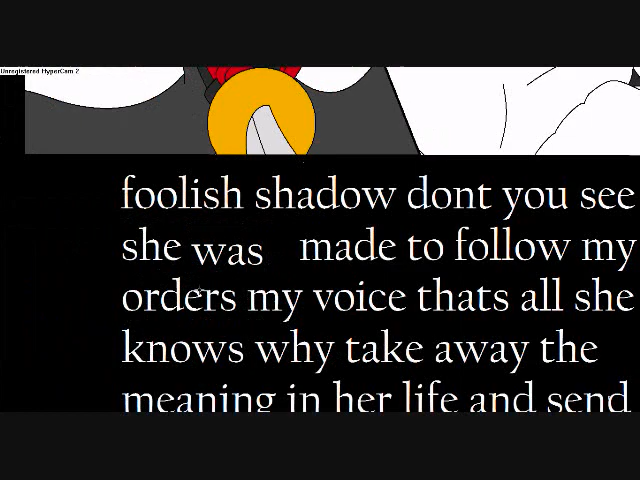 Unregistered HyperCam 2
foolish shadow dont you see
she was made to follow my
orders my voice thats all she
knows why take away the
meaning in her life and send